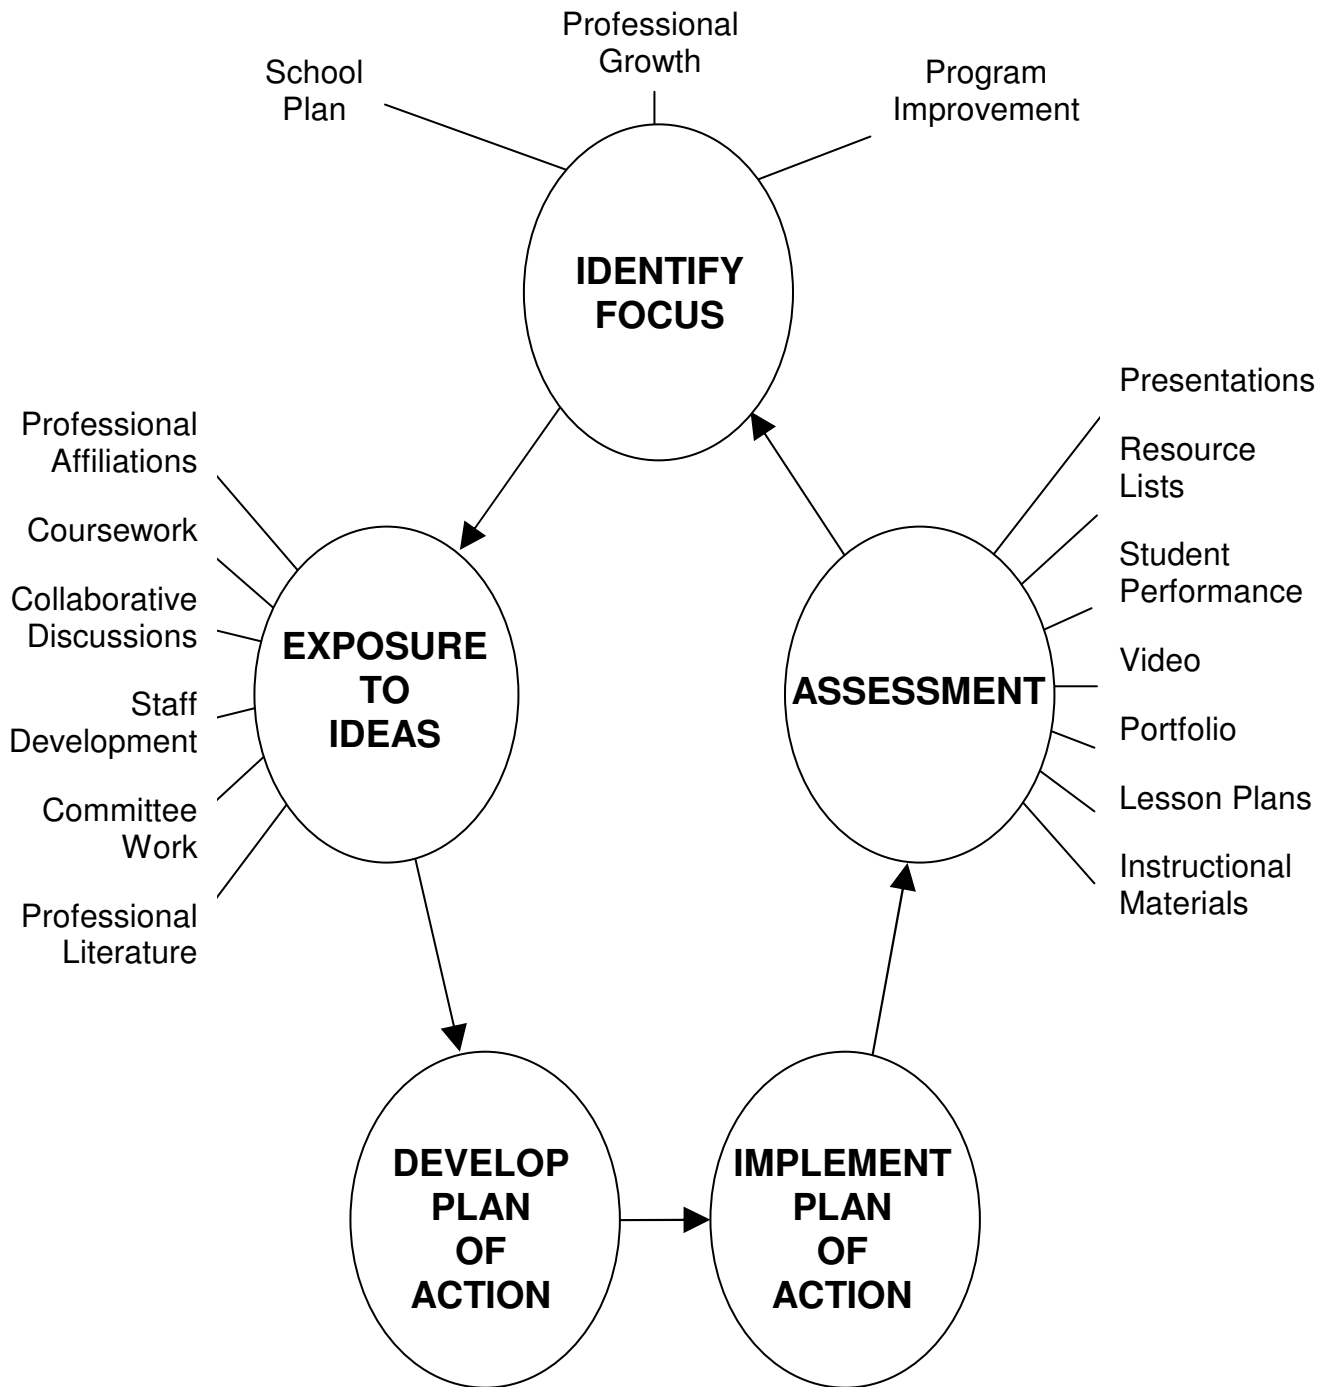 Professional
Growth
School
Plan
Program
Improvement
IDENTIFY
FOCUS
Professional
Affiliations
Coursework
Collaborative
Discussions
Staff
Development
Committee
Work
Professional
Literature
EXPOSURE
TO
IDEAS
ASSESSMENT
Presentations
Resource
Lists
Student
Performance
Video
Portfolio
Lesson Plans
Instructional
Materials
DEVELOP
PLAN
OF
ACTION
IMPLEMENT
PLAN
OF
ACTION